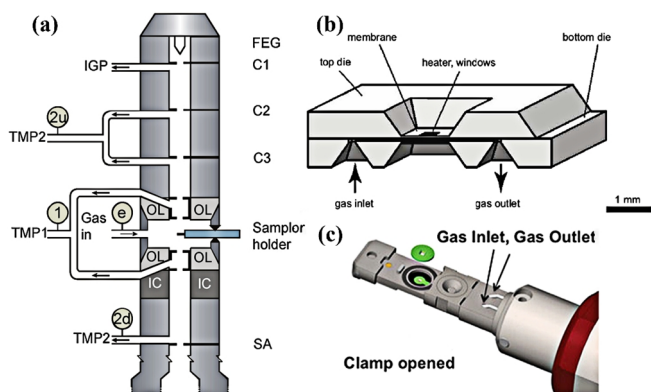 (a)
FEG
IGP
C1
2u
C2
TMP2
C3
1
Gas
in
e
OL
OL
TMP1
Samplor
holder
OL
OL
IC
IC
2d
TMP2
SA
(b)
membrane
heater, windows
bottom die
top die
gas inlet
gas outlet
1 mm
(c)
Gas Inlet, Gas Outlet
Clamp opened